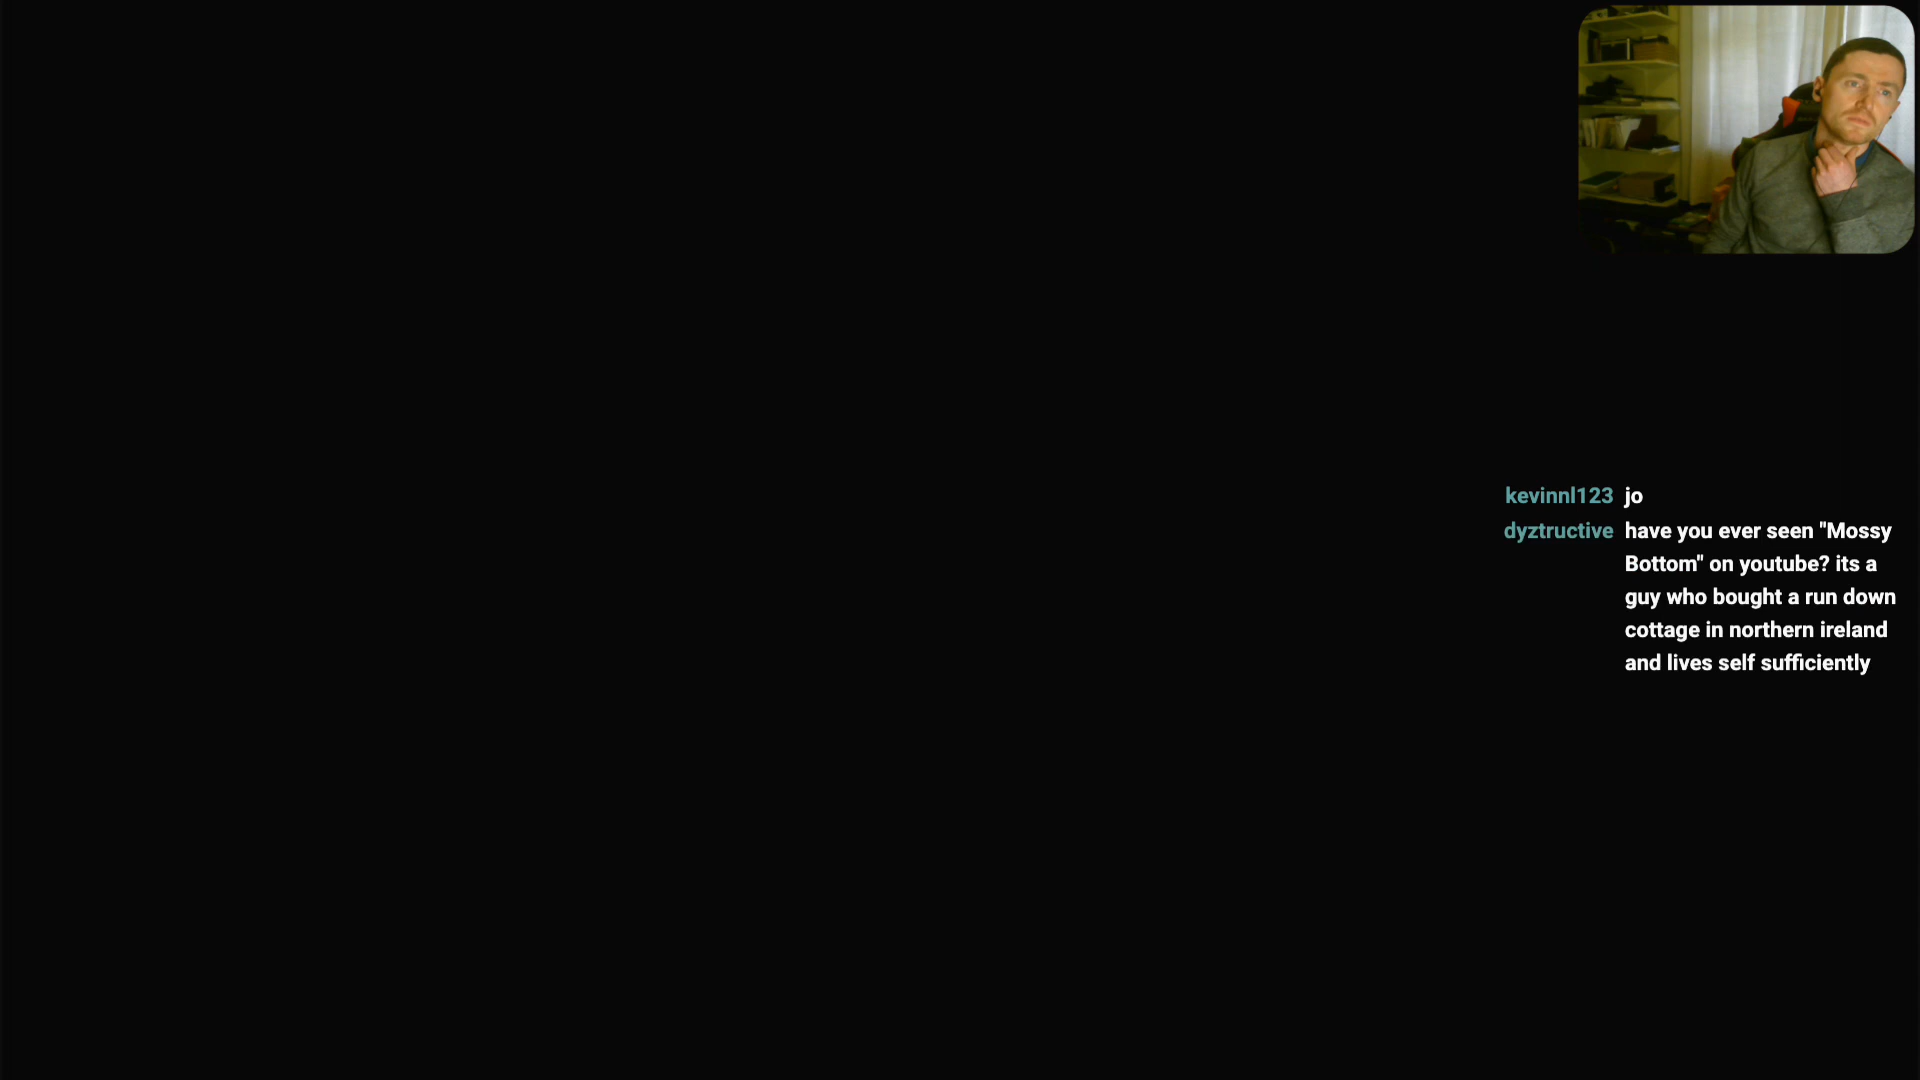 kevinnl123 jo
dyztructive have you ever seen "Mossy
Bottom" on youtube? its a
guy who bought a run down
cottage in northern ireland
and lives self sufficiently